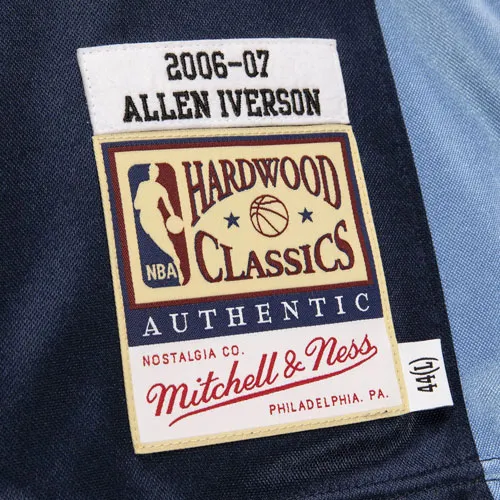 2006-07
ALLEN IVERSON
HARDWOOD
CLASSICS
NBA
AUTHENTIC
NOSTALGIA CO.
Mitchell & Ness
PHILADELPHIA, PA.
44(L)